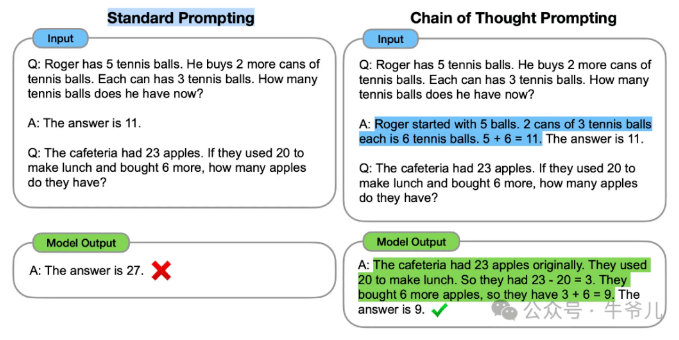 Standard Prompting
Input
Q: Roger has 5 tennis balls. He buys 2 more cans of
tennis balls. Each can has 3 tennis balls. How many
tennis balls does he have now?
A: The answer is 11.
Q: The cafeteria had 23 apples. If they used 20 to
make lunch and bought 6 more, how many apples
do they have?
Model Output
A: The answer is 27.
Chain of Thought Prompting
Input
Q: Roger has 5 tennis balls. He buys 2 more cans of
tennis balls. Each can has 3 tennis balls. How many
tennis balls does he have now?
A: Roger started with 5 balls. 2 cans of 3 tennis balls
each is 6 tennis balls. 5 + 6 = 11. The answer is 11.
Q: The cafeteria had 23 apples. If they used 20 to
make lunch and bought 6 more, how many apples
do they have?
Model Output
A: The cafeteria had 23 apples originally. They used
20 to make lunch. So they had 23 - 20 = 3. They
bought 6 more apples, so they have 3 + 6 = 9. The
answer is 9.
公众号 · 牛爷儿